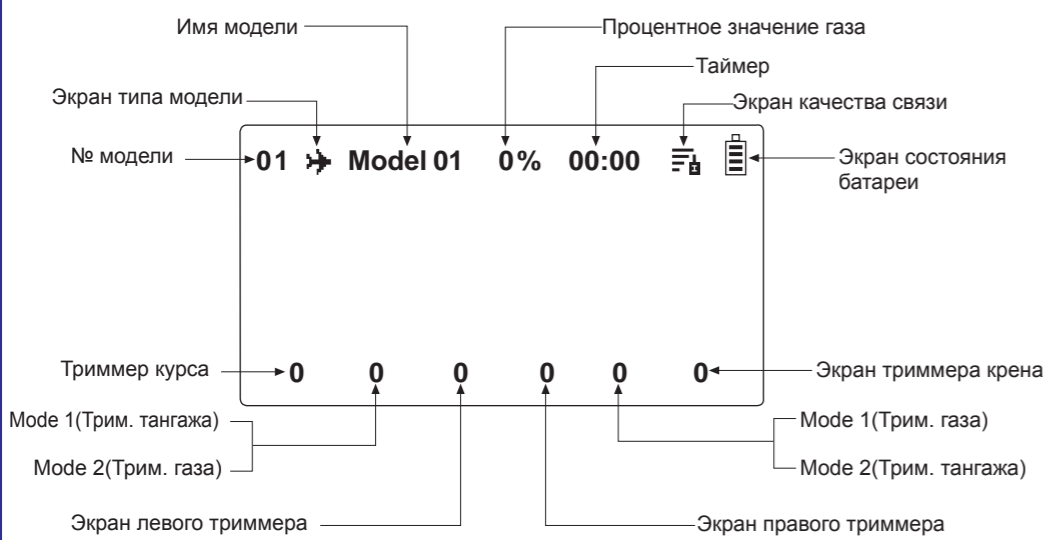 Имя модели
Процентное значение газа
Таймер
Экран типа модели
Экран качества связи
№ модели
01 Model 01 0% 00:00
Экран состояния
батареи
Триммер курса
0 0 0 0 0 0
Экран триммера крена
Mode 1(Трим. тангажа)
Mode 1(Трим. газа)
Mode 2(Трим. газа)
Mode 2(Трим. тангажа)
Экран левого триммера
Экран правого триммера